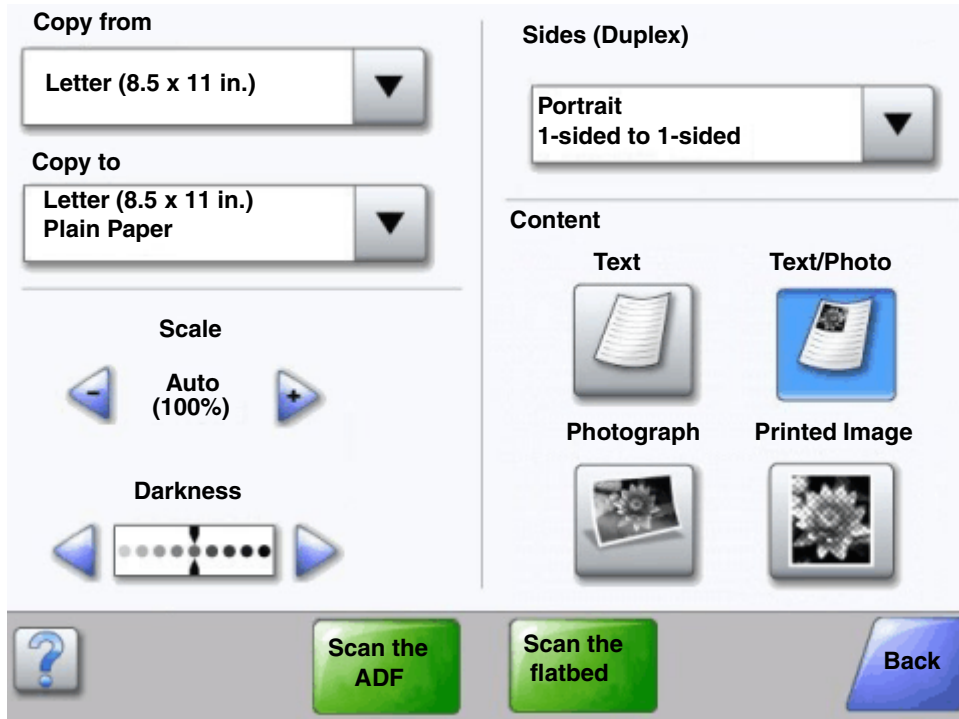 Copy from
Letter (8.5 x 11 in.)
Copy to
Letter (8.5 x 11 in.)
Plain Paper
Scale
-
Auto
(100%)
+
Darkness
Sides (Duplex)
Portrait
1-sided to 1-sided
Content
Text
Text/Photo
Photograph
Printed Image
?
Scan the
ADF
Scan the
flatbed
Back